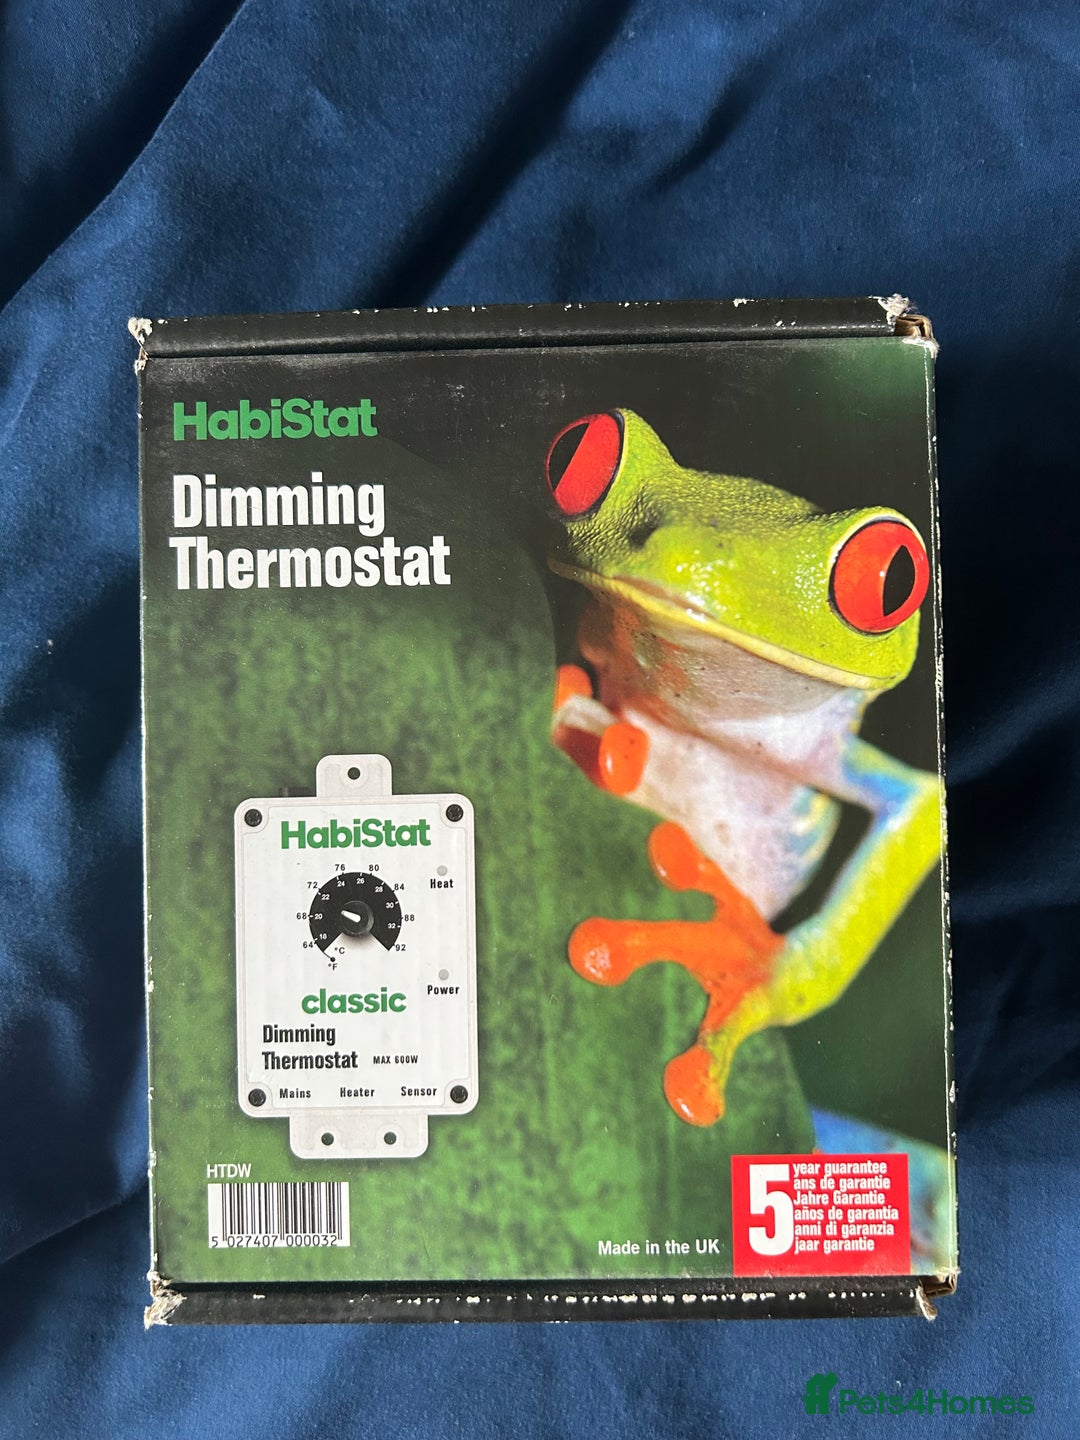 HabiStat
Dimming
Thermostat
HabiStat
76 80
72 24 26 84
22 28
68 20 30 88
64 18 32 92
°C
°F
Heat
Power
classic
Dimming
Thermostat MAX 600W
Mains Heater Sensor
HTDW
5 027407 000032
Made in the UK
5 year guarantee
ans de garantie
Jahre Garantie
años de garantía
anni di garanzia
jaar garantie
Pets4Homes